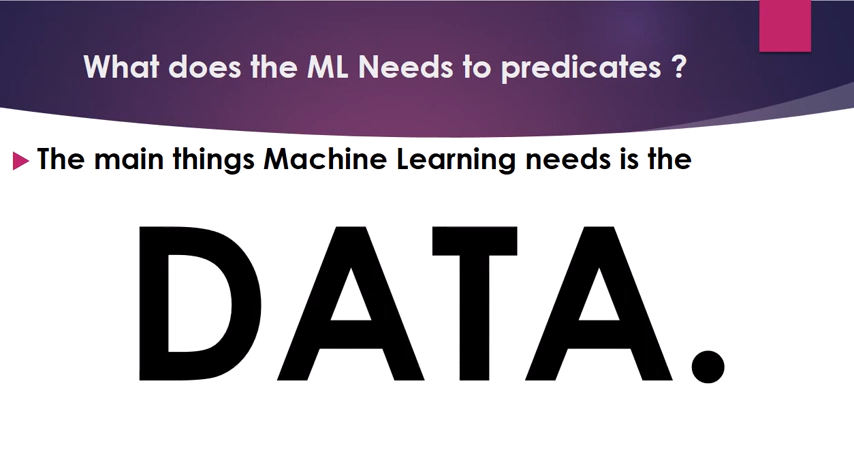 What does the ML Needs to predicates ?
The main things Machine Learning needs is the
DATA.